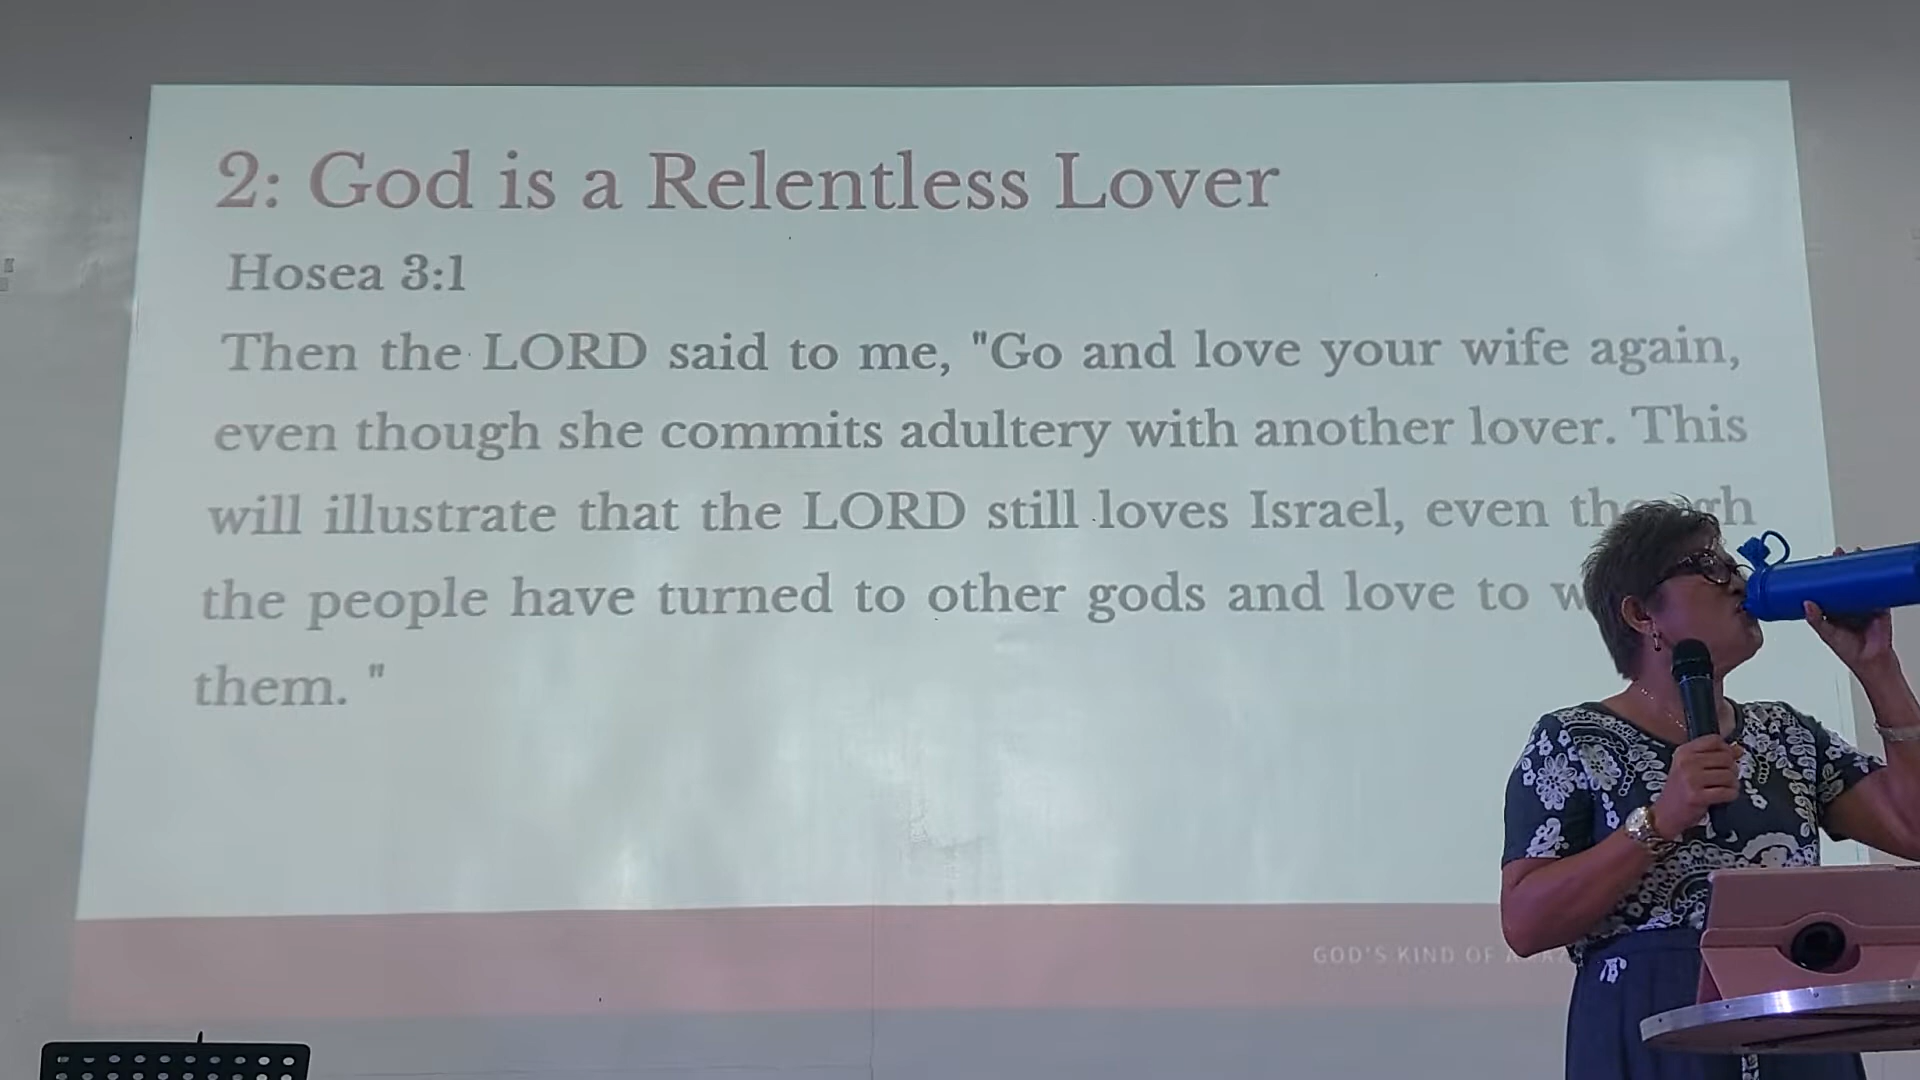 2: God is a Relentless Lover
Hosea 3:1
Then the LORD said to me, "Go and love your wife again,
even though she commits adultery with another lover. This
will illustrate that the LORD still loves Israel, even though
the people have turned to other gods and love to
them. "
GOD'S KIND OF